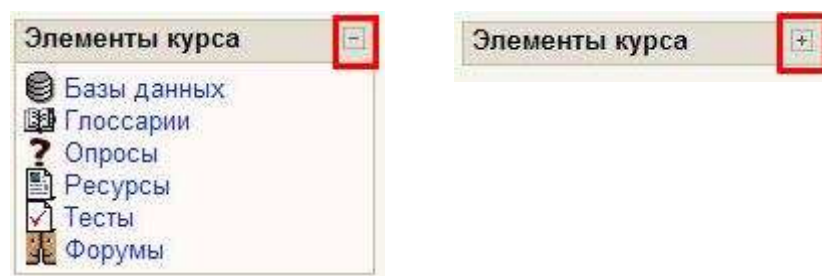 Элементы курса
Базы данных
Глоссарии
Опросы
Ресурсы
Тесты
Форумы
Элементы курса